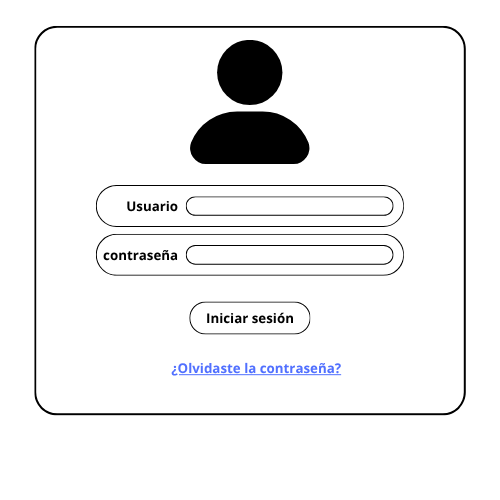 Usuario
contraseña
Iniciar sesión
¿Olvidaste la contraseña?